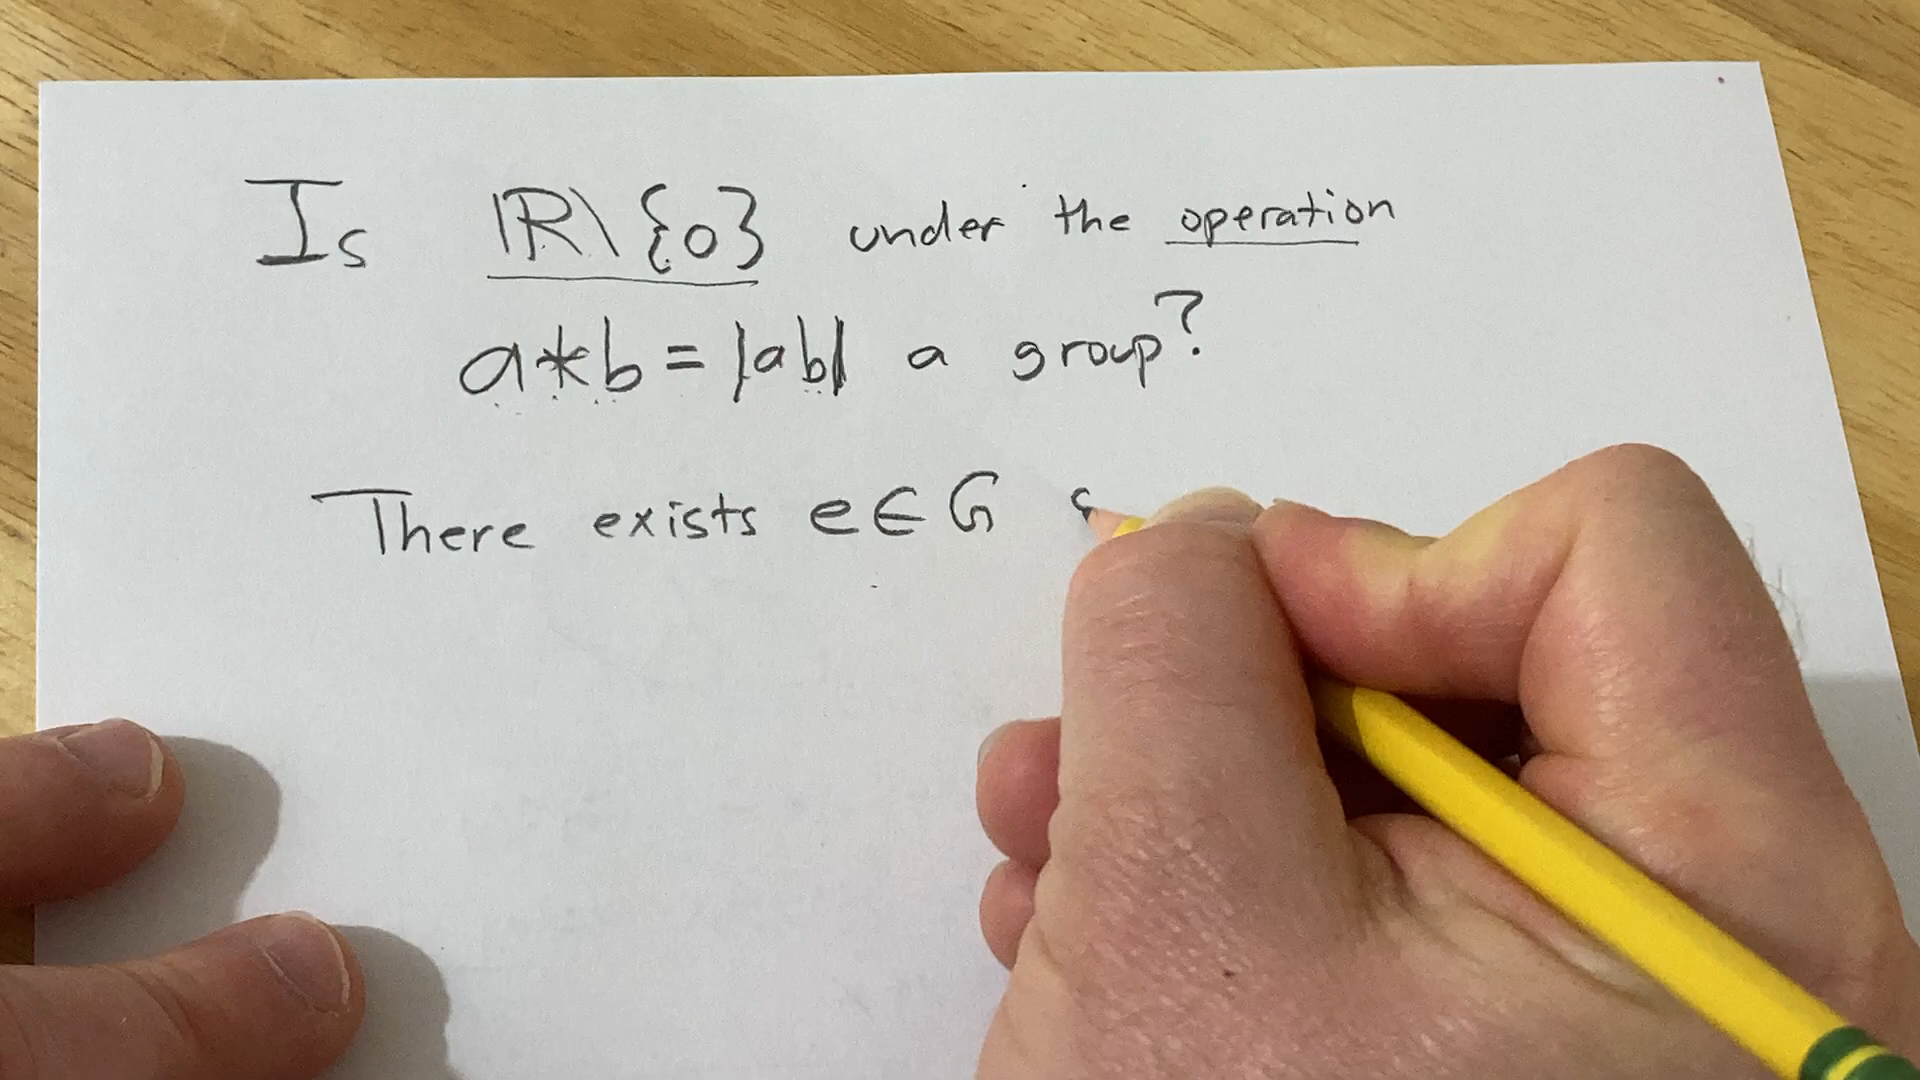 Is ℝ\{0} under the operation
a*b = |ab| a group?
There exists e ∈ G s